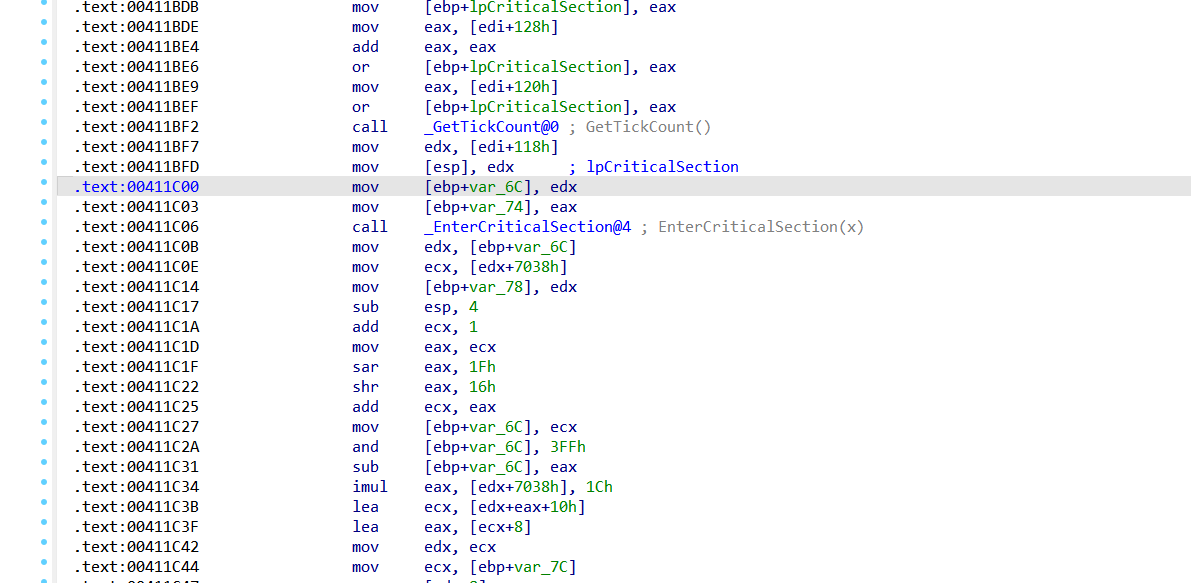 .text:00411BDB mov [ebp+lpCriticalSection], eax
.text:00411BDE mov eax, [edi+128h]
.text:00411BE4 add eax, eax
.text:00411BE6 or [ebp+lpCriticalSection], eax
.text:00411BE9 mov eax, [edi+120h]
.text:00411BEF or [ebp+lpCriticalSection], eax
.text:00411BF2 call _GetTickCount@0 ; GetTickCount()
.text:00411BF7 mov edx, [edi+118h]
.text:00411BFD mov [esp], edx ; lpCriticalSection
.text:00411C00 mov [ebp+var_6C], edx
.text:00411C03 mov [ebp+var_74], eax
.text:00411C06 call _EnterCriticalSection@4 ; EnterCriticalSection(x)
.text:00411C0B mov edx, [ebp+var_6C]
.text:00411C0E mov ecx, [edx+7038h]
.text:00411C14 mov [ebp+var_78], edx
.text:00411C17 sub esp, 4
.text:00411C1A add ecx, 1
.text:00411C1D mov eax, ecx
.text:00411C1F sar eax, 1Fh
.text:00411C22 shr eax, 16h
.text:00411C25 add ecx, eax
.text:00411C27 mov [ebp+var_6C], ecx
.text:00411C2A and [ebp+var_6C], 3FFh
.text:00411C31 sub [ebp+var_6C], eax
.text:00411C34 imul eax, [edx+7038h], 1Ch
.text:00411C3B lea ecx, [edx+eax+10h]
.text:00411C3F lea eax, [ecx+8]
.text:00411C42 mov edx, ecx
.text:00411C44 mov ecx, [ebp+var_7C]